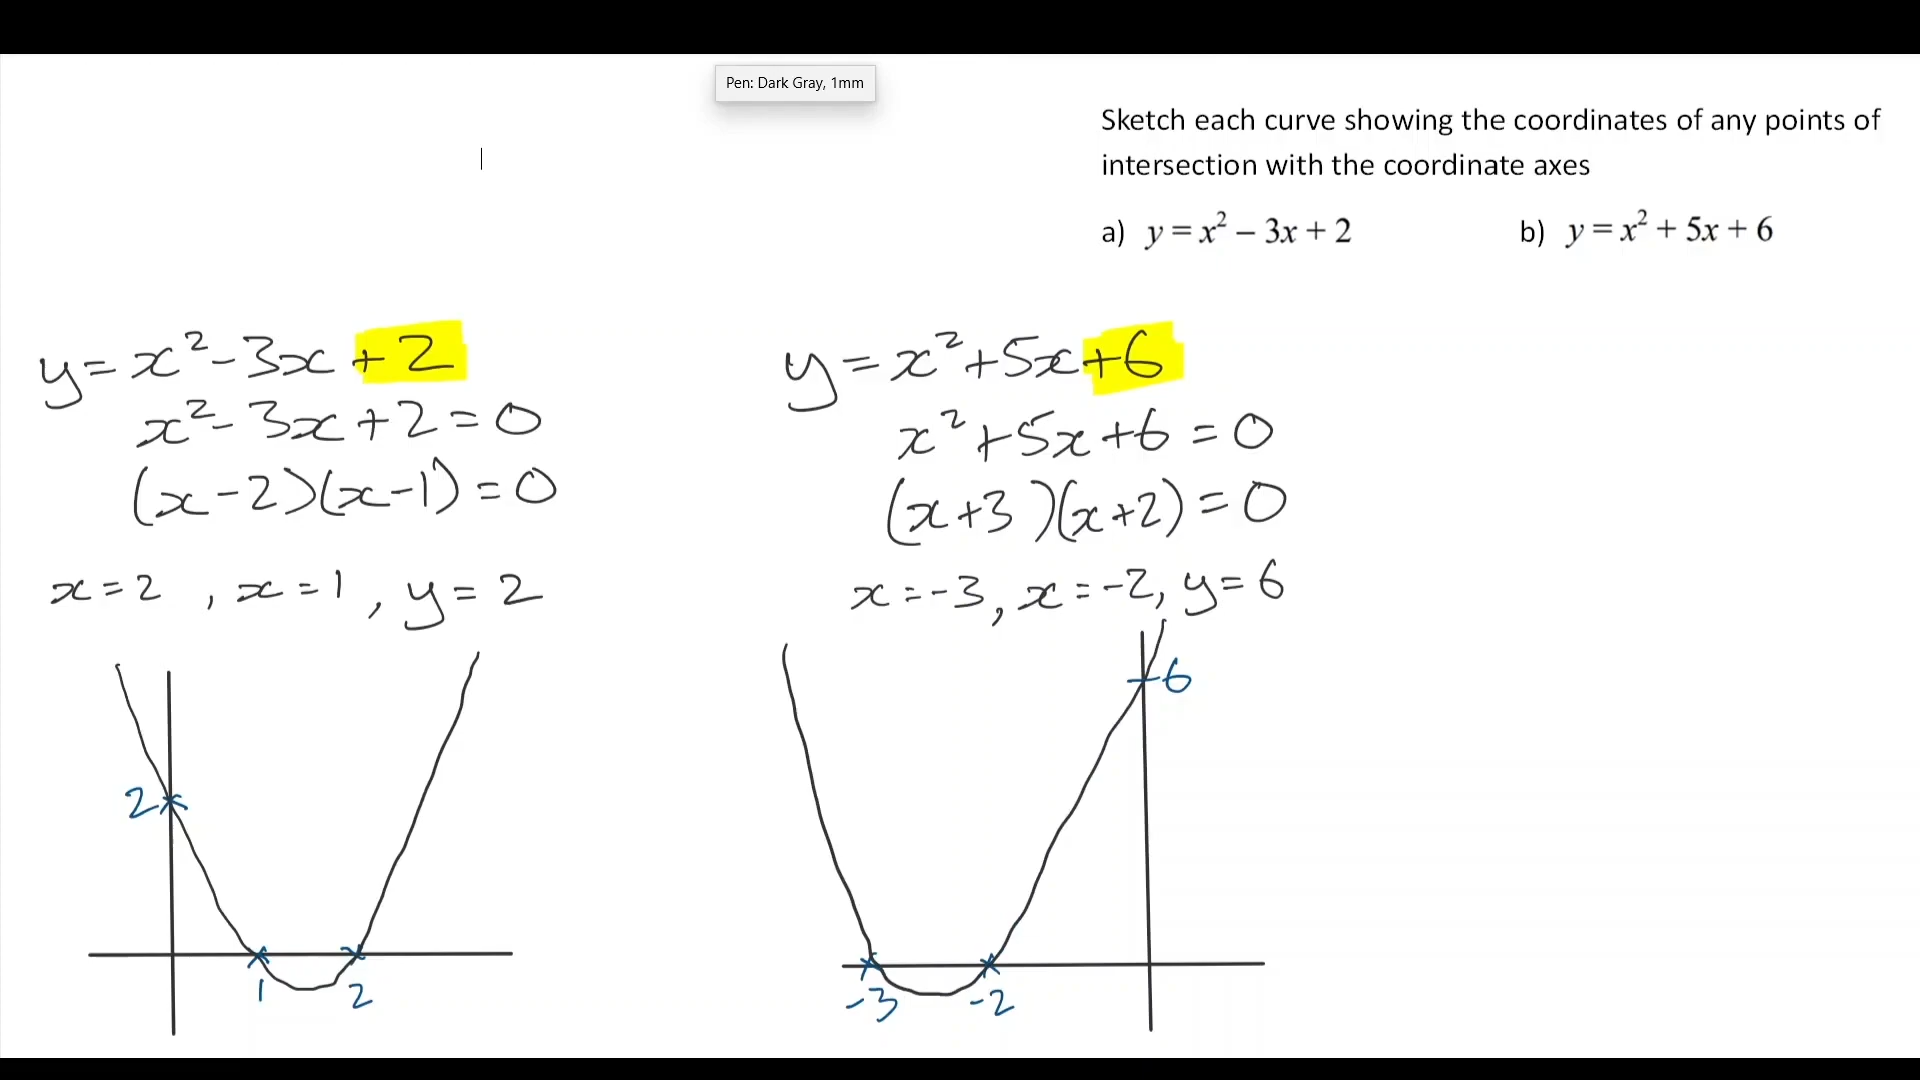 Pen: Dark Gray, 1mm
Sketch each curve showing the coordinates of any points of
intersection with the coordinate axes
a) y = x² – 3x + 2
b) y = x² + 5x + 6
y = x² - 3x + 2
x² - 3x + 2 = 0
(x - 2)(x - 1) = 0
x = 2 , x = 1 , y = 2
2
1
2
y = x² + 5x + 6
x² + 5x + 6 = 0
(x + 3)(x + 2) = 0
x = -3, x = -2, y = 6
6
-3
-2